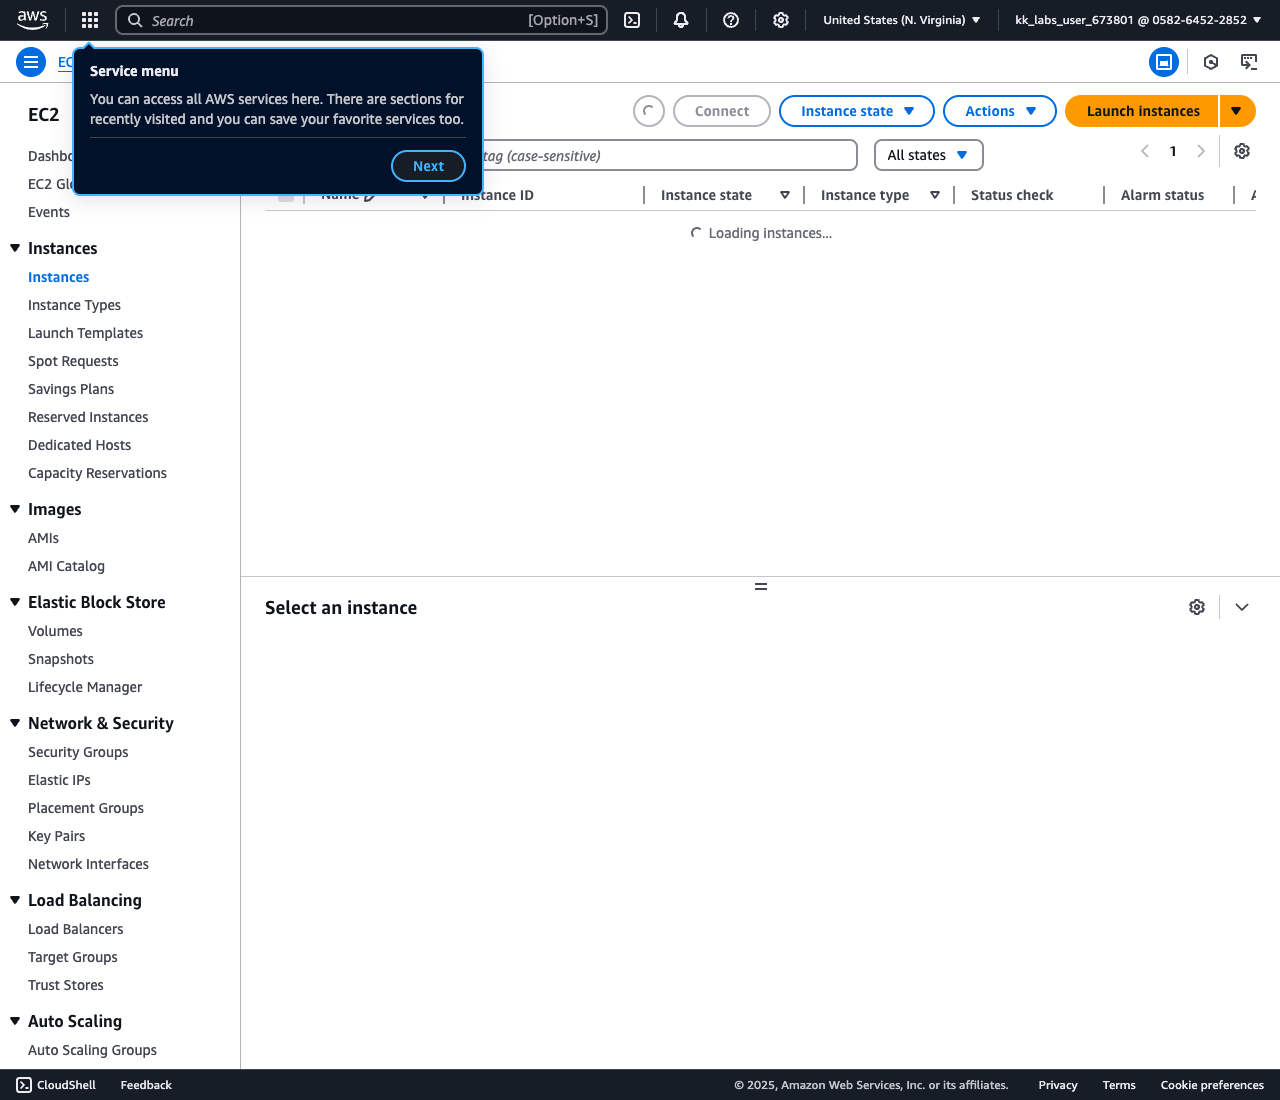 aws
Search
[Option+S]
United States (N. Virginia)
kk_labs_user_673801 @ 0582-6452-2852
Service menu
You can access all AWS services here. There are sections for
recently visited and you can save your favorite services too.
Next
EC2
Connect
Instance state
Actions
Launch instances
tag (case-sensitive)
All states
1
Name
Instance ID
Instance state
Instance type
Status check
Alarm status
Loading instances...
Events
Instances
Instances
Instance Types
Launch Templates
Spot Requests
Savings Plans
Reserved Instances
Dedicated Hosts
Capacity Reservations
Images
AMIs
AMI Catalog
Elastic Block Store
Volumes
Snapshots
Lifecycle Manager
Network & Security
Security Groups
Elastic IPs
Placement Groups
Key Pairs
Network Interfaces
Load Balancing
Load Balancers
Target Groups
Trust Stores
Auto Scaling
Auto Scaling Groups
Select an instance
CloudShell
Feedback
© 2025, Amazon Web Services, Inc. or its affiliates.
Privacy
Terms
Cookie preferences